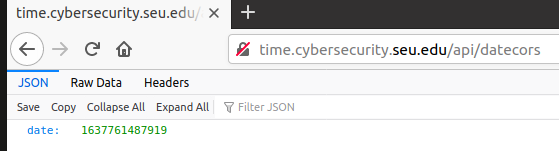 time.cybersecurity.seu.edu/
time.cybersecurity.seu.edu/api/datecors
JSON Raw Data Headers
Save Copy Collapse All Expand All Filter JSON
date: 1637761487919